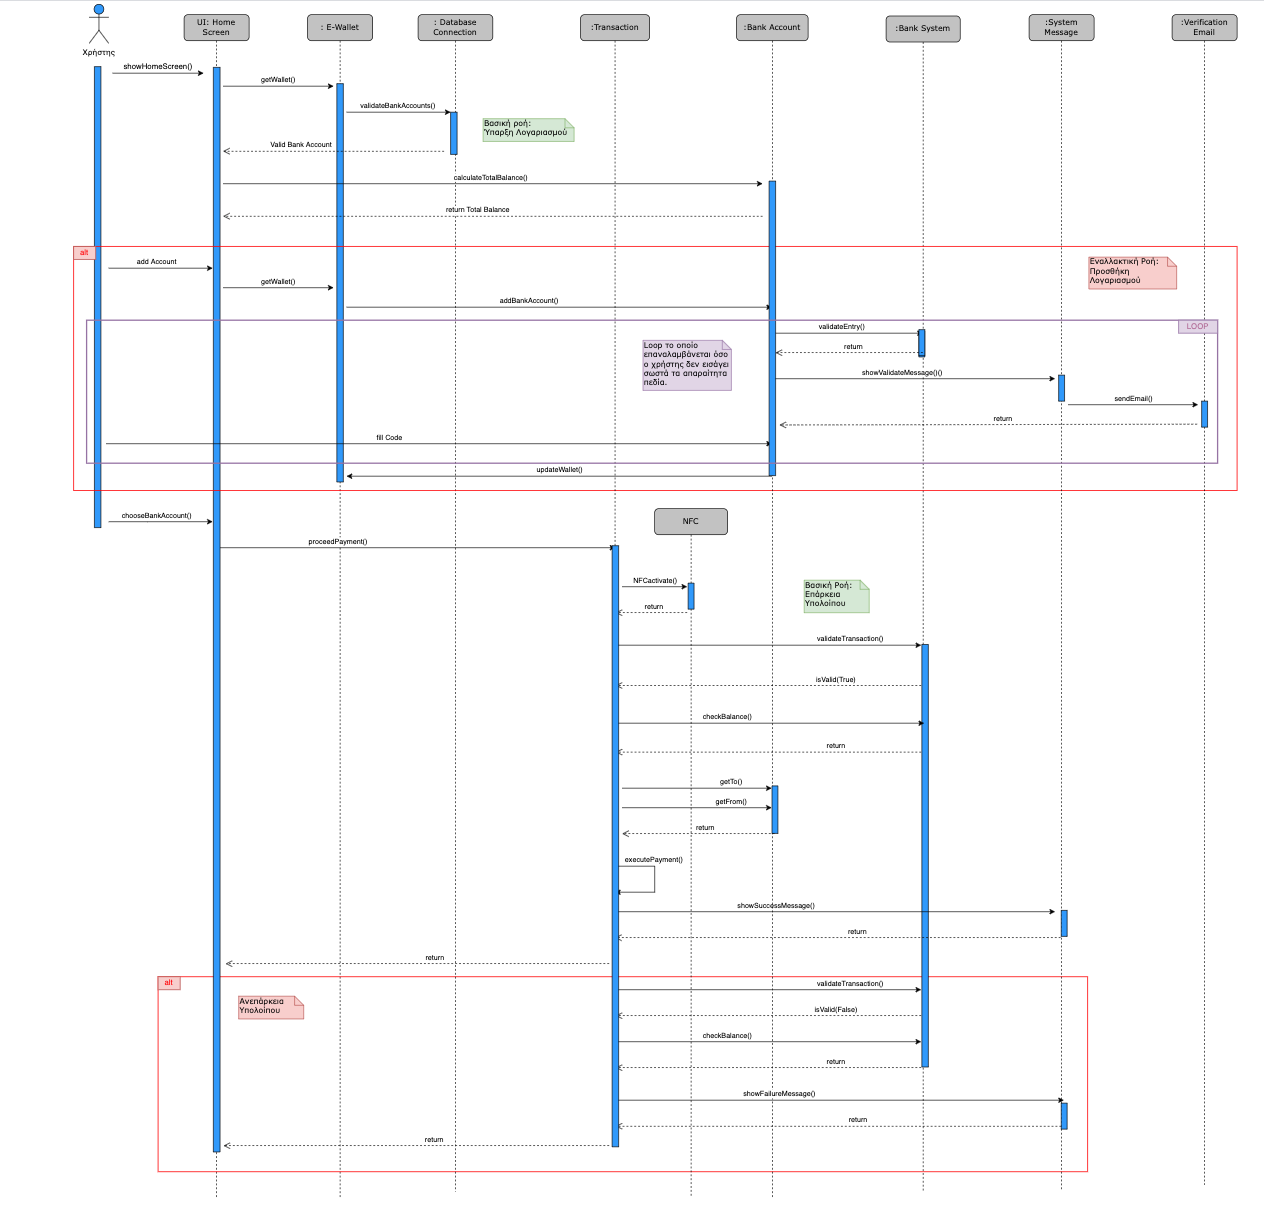 UI: Home
Screen
: E-Wallet
: Database
Connection
:Transaction
:Bank Account
:Bank System
:System
Message
:Verification
Email
Χρήστης
showHomeScreen()
getWallet()
validateBankAccounts()
Βασική ροή:
Ύπαρξη Λογαριασμού
Valid Bank Account
calculateTotalBalance()
return Total Balance
alt
add Account
Εναλλακτική Ροή:
Προσθήκη
Λογαριασμού
getWallet()
addBankAccount()
LOOP
validateEntry()
Loop το οποίο
επαναλαμβάνεται όσο
ο χρήστης δεν εισάγει
σωστά τα απαραίτητα
πεδία.
return
showValidateMessage()()
sendEmail()
return
fill Code
updateWallet()
chooseBankAccount()
NFC
proceedPayment()
NFCactivate()
Βασική Ροή:
Επάρκεια
Υπολοίπου
return
validateTransaction()
isValid(True)
checkBalance()
return
getTo()
getFrom()
return
executePayment()
showSuccessMessage()
return
return
alt
validateTransaction()
Ανεπάρκεια
Υπολοίπου
isValid(False)
checkBalance()
return
showFailureMessage()
return
return